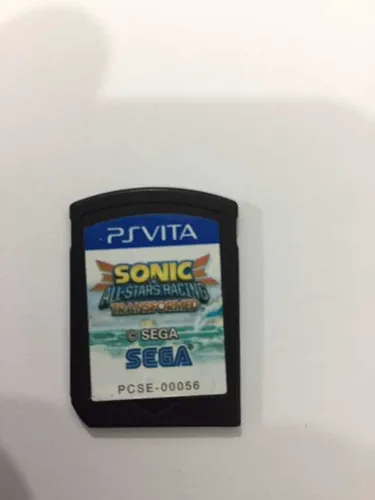 PSVITA
SONIC
ALL-STARS RACING
TRANSFORMED
© SEGA
SEGA
PCSE-00056